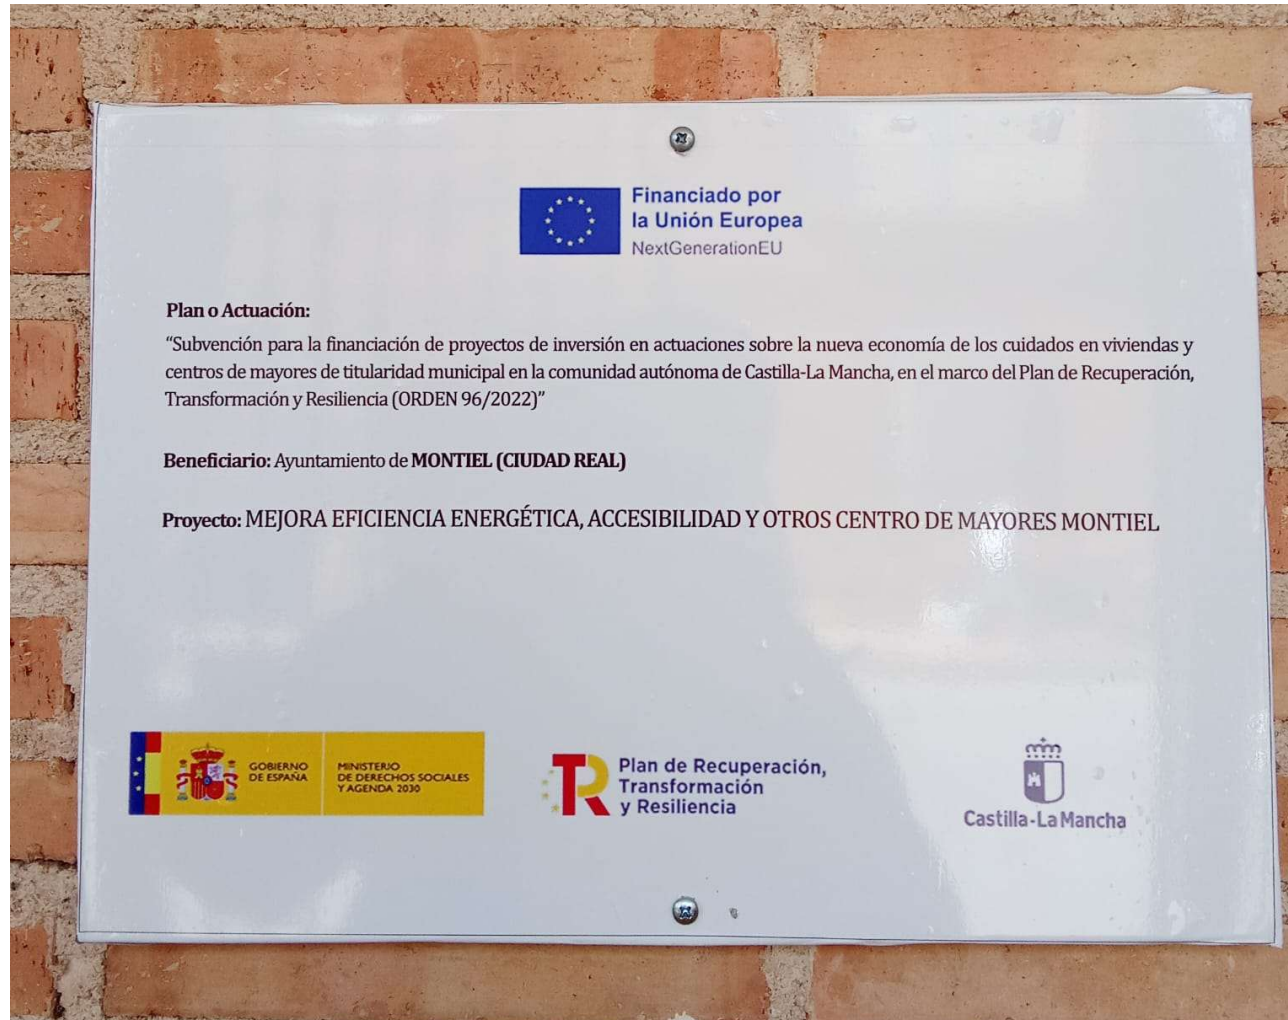 Financiado por
la Unión Europea
NextGenerationEU
Plan o Actuación:
“Subvención para la financiación de proyectos de inversión en actuaciones sobre la nueva economía de los cuidados en viviendas y
centros de mayores de titularidad municipal en la comunidad autónoma de Castilla-La Mancha, en el marco del Plan de Recuperación,
Transformación y Resiliencia (ORDEN 96/2022)”
Beneficiario: Ayuntamiento de MONTIEL (CIUDAD REAL)
Proyecto: MEJORA EFICIENCIA ENERGÉTICA, ACCESIBILIDAD Y OTROS CENTRO DE MAYORES MONTIEL
GOBIERNO
DE ESPAÑA
MINISTERIO
DE DERECHOS SOCIALES
Y AGENDA 2030
TR
Plan de Recuperación,
Transformación
y Resiliencia
Castilla-La Mancha